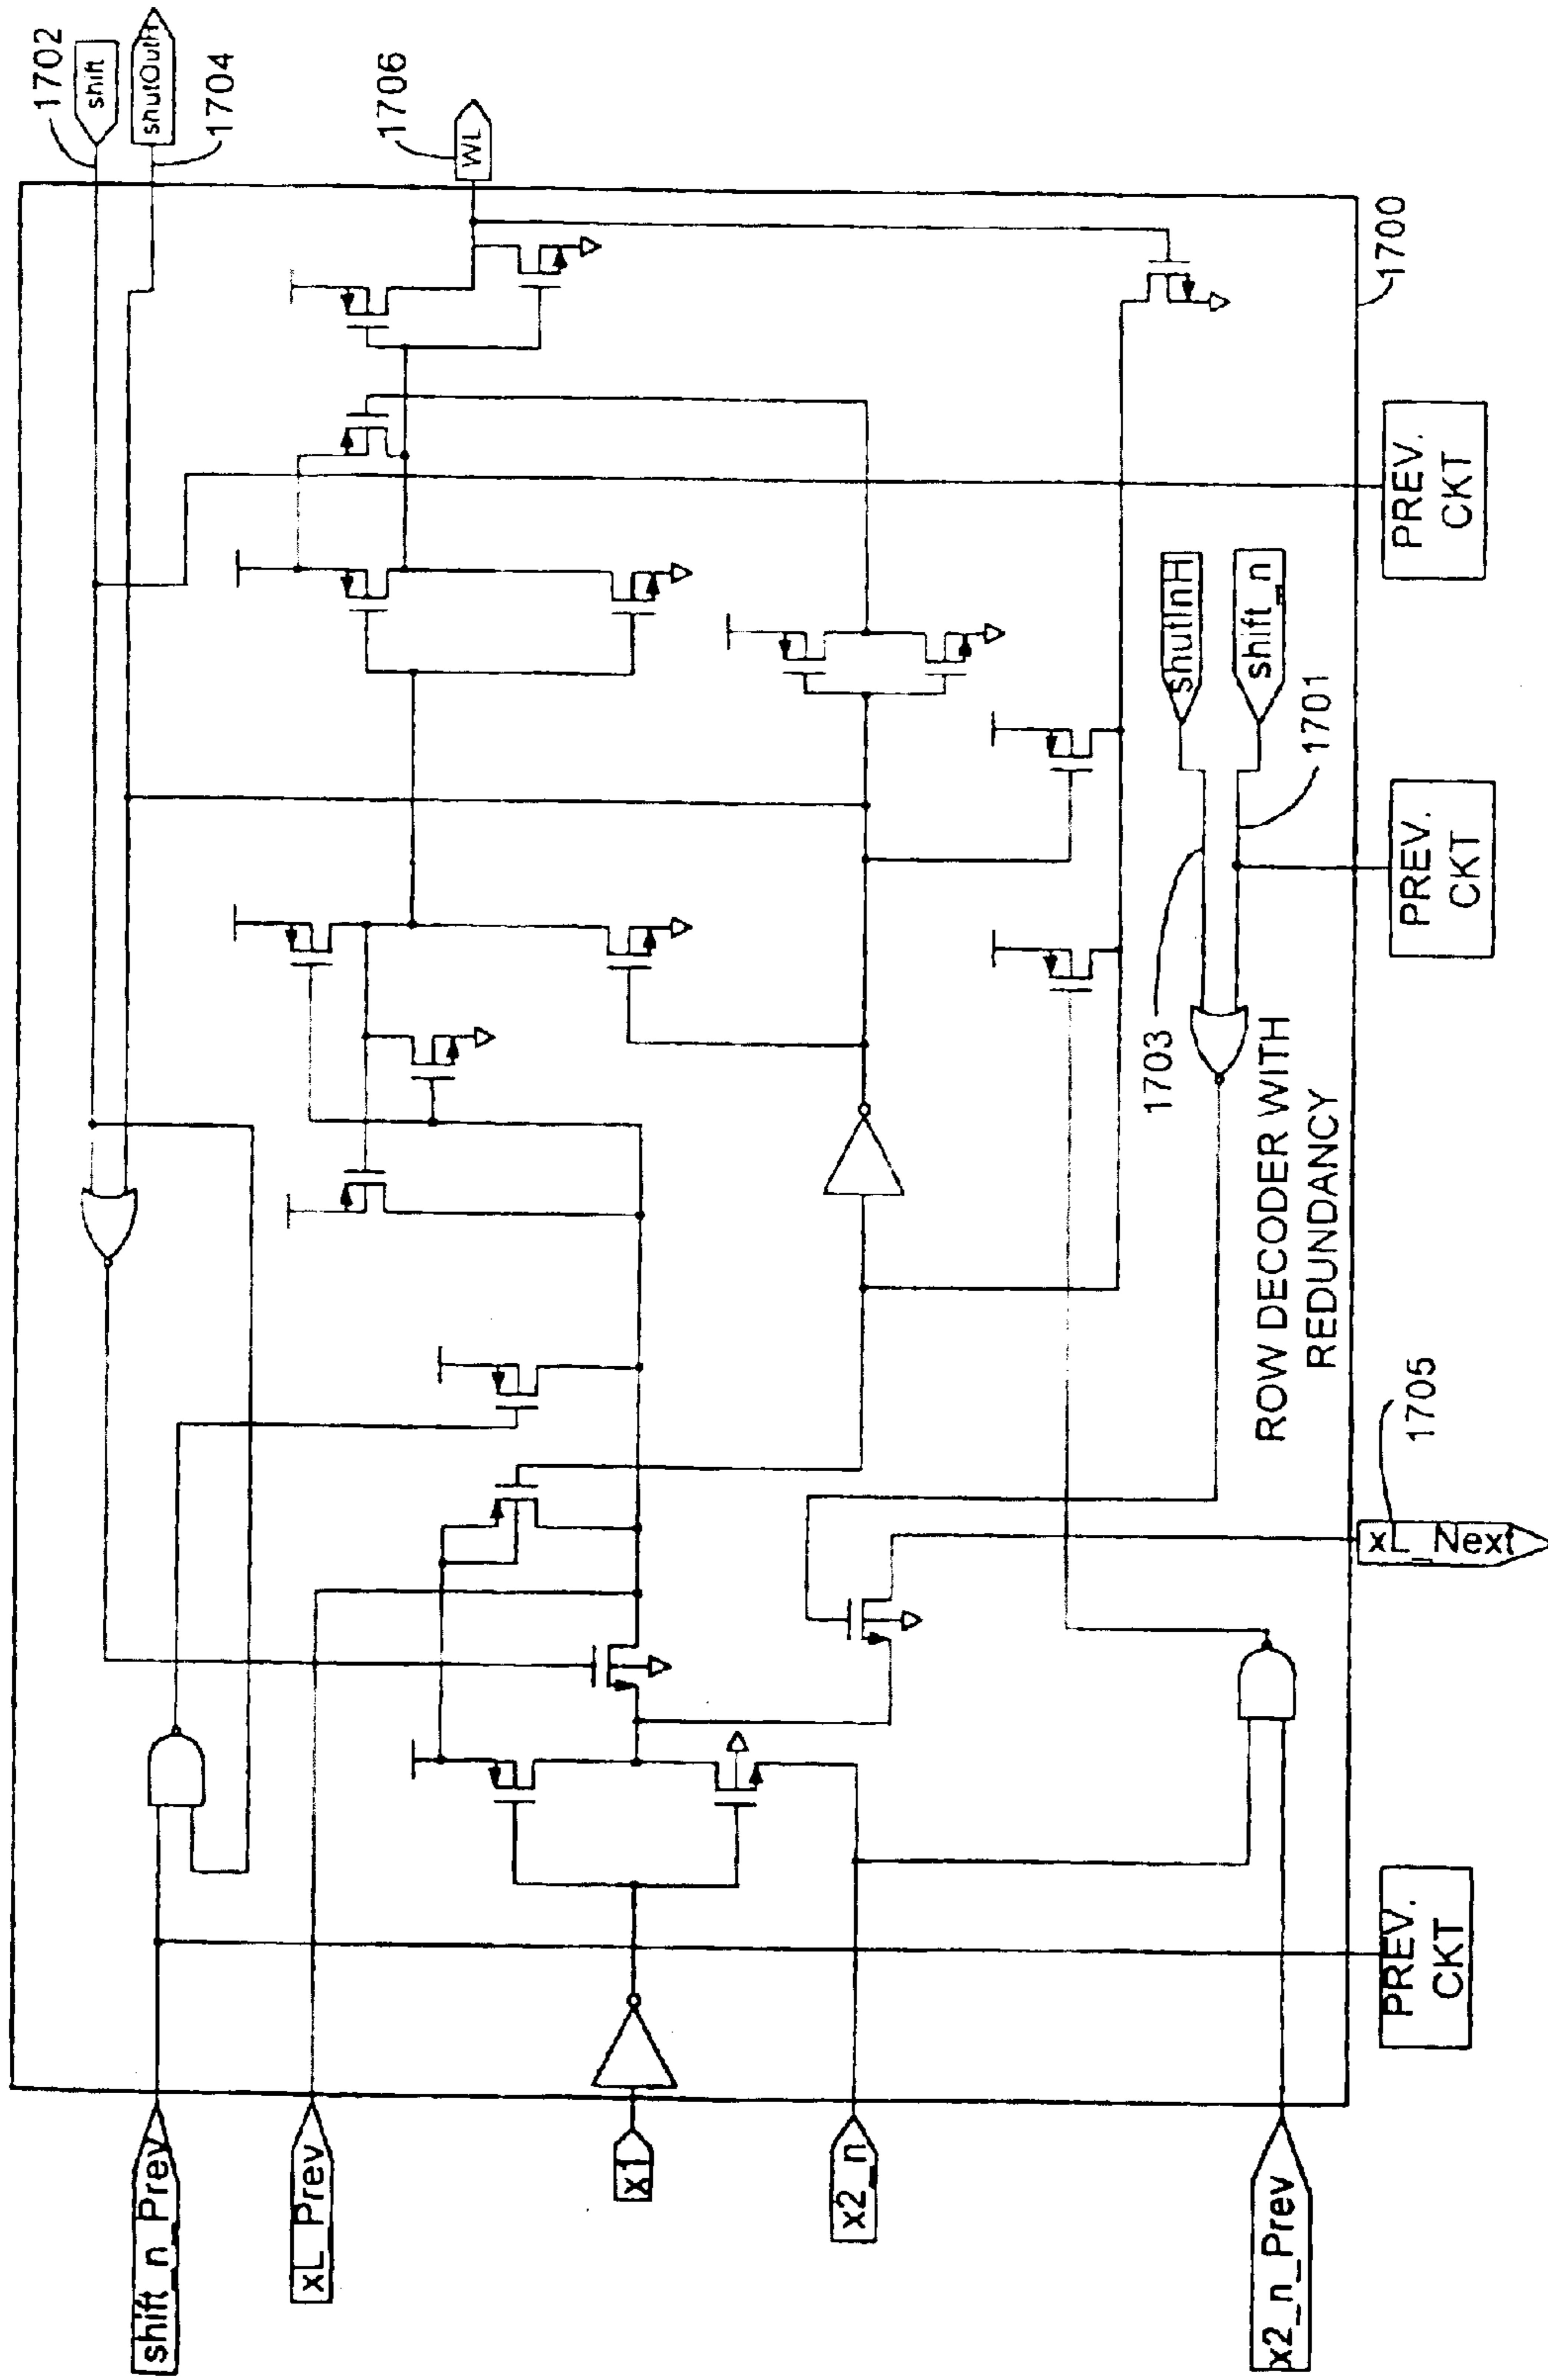 1702
shift
shutOutH
1704
1706
WL
1700
PREV.
CKT
shutInH
shift_n
1701
PREV.
CKT
1703
ROW DECODER WITH
REDUNDANCY
1705
xL_Next
PREV.
CKT
shift_n_Prev
xL_Prev
x1
x2_n
x2_n_Prev